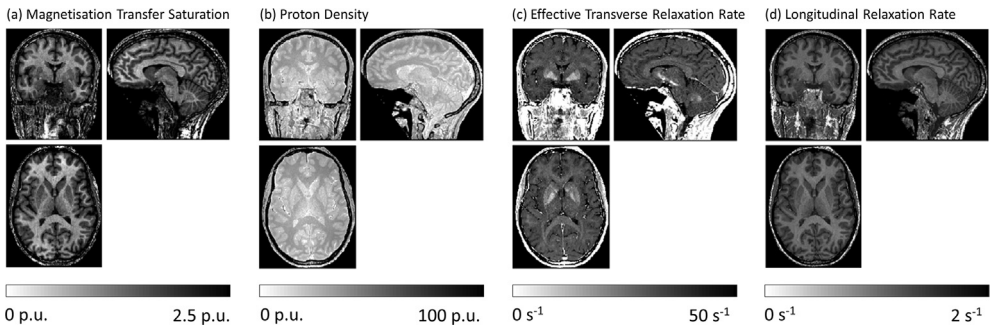 (a) Magnetisation Transfer Saturation
(b) Proton Density
(c) Effective Transverse Relaxation Rate
(d) Longitudinal Relaxation Rate
0 p.u. 2.5 p.u.
0 p.u. 100 p.u.
0 s⁻¹ 50 s⁻¹
0 s⁻¹ 2 s⁻¹